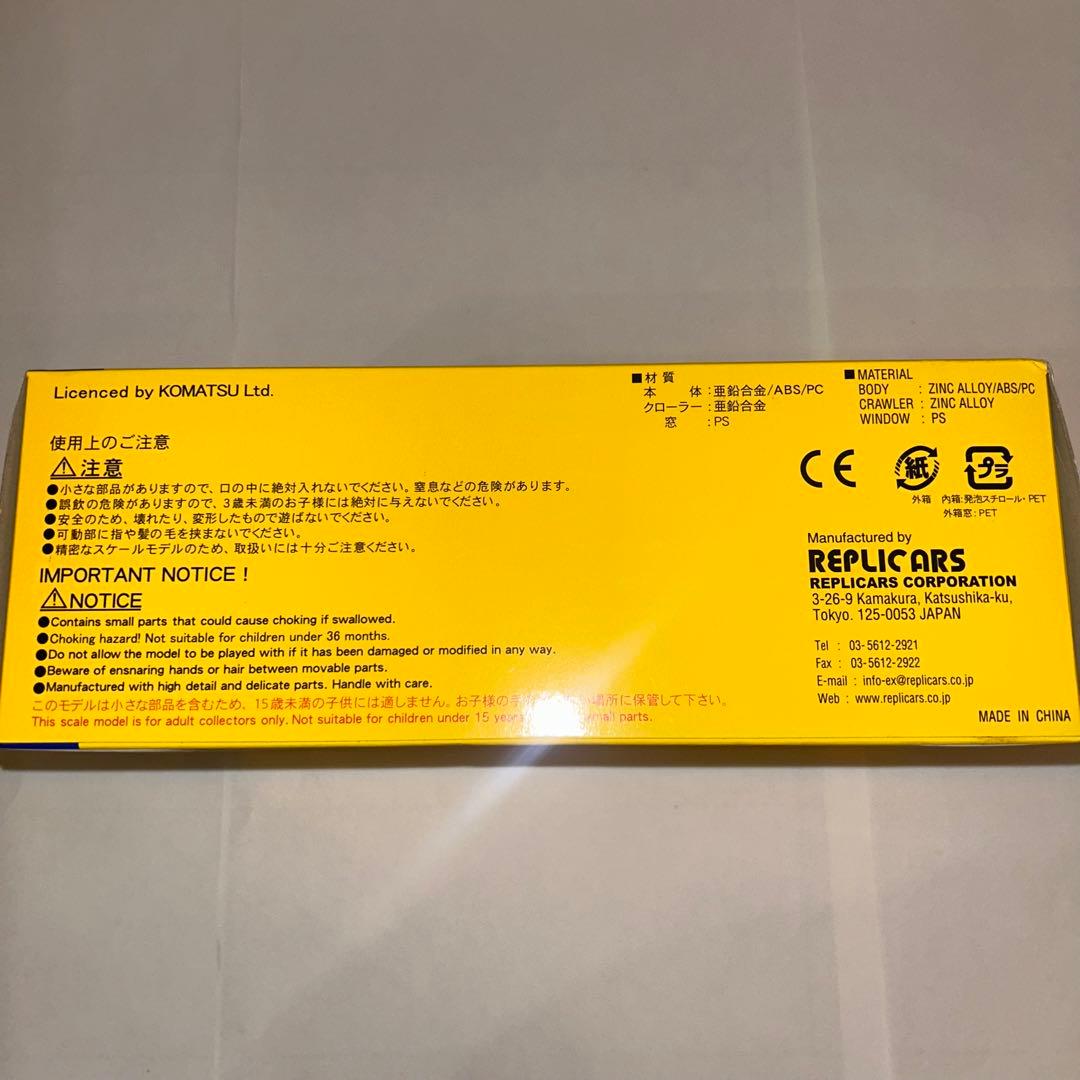 Licenced by KOMATSU Ltd.
■材 質
本　体：亜鉛合金/ABS/PC
クローラー：亜鉛合金
窓　：PS
■MATERIAL
BODY : ZINC ALLOY/ABS/PC
CRAWLER : ZINC ALLOY
WINDOW : PS
使用上のご注意
⚠注意
●小さな部品がありますので、口の中に絶対入れないでください。窒息などの危険があります。
●誤飲の危険がありますので、3歳未満のお子様には絶対に与えないでください。
●安全のため、壊れたり、変形したもので遊ばないでください。
●可動部に指や髪の毛を挟まないでください。
●精密なスケールモデルのため、取扱いには十分ご注意ください。
IMPORTANT NOTICE！
⚠NOTICE
●Contains small parts that could cause choking if swallowed.
●Choking hazard! Not suitable for children under 36 months.
●Do not allow the model to be played with if it has been damaged or modified in any way.
●Beware of ensnaring hands or hair between movable parts.
●Manufactured with high detail and delicate parts. Handle with care.
このモデルは小さな部品を含むため、15歳未満の子供には適しません。お子様の手 い場所に保管して下さい。
This scale model is for adult collectors only. Not suitable for children under 15 years parts.
CE
紙
プラ
外箱
内箱:発泡スチロール・PET
外箱窓:PET
Manufactured by
REPLICARS
REPLICARS CORPORATION
3-26-9 Kamakura, Katsushika-ku,
Tokyo. 125-0053 JAPAN
Tel : 03-5612-2921
Fax : 03-5612-2922
E-mail : info-ex@replicars.co.jp
Web : www.replicars.co.jp
MADE IN CHINA